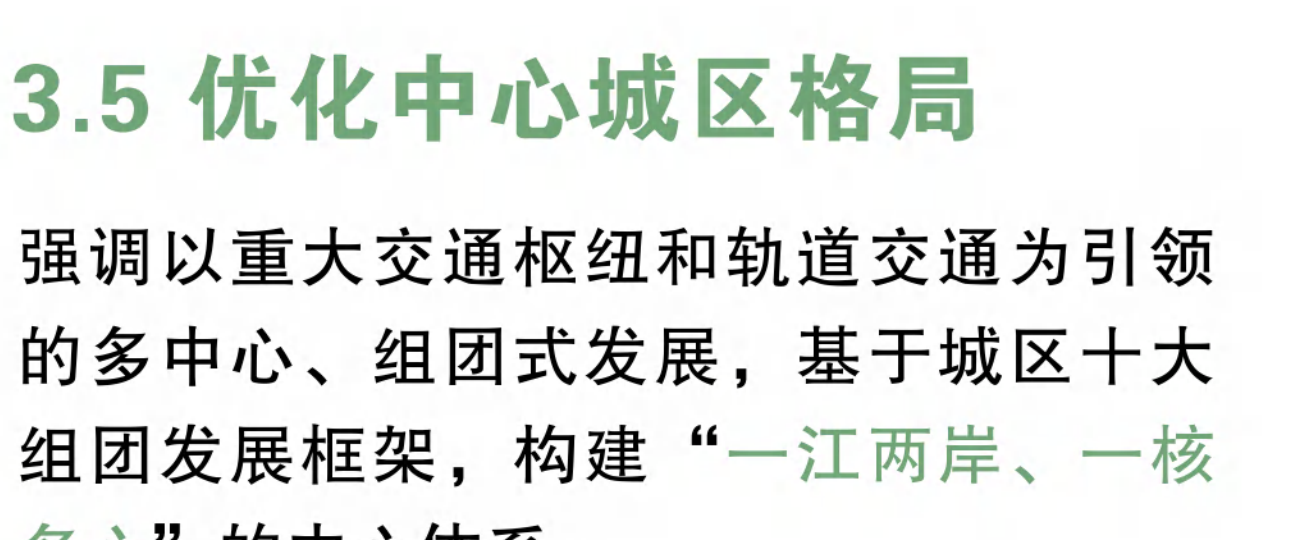 3.5 优化中心城区格局
强调以重大交通枢纽和轨道交通为引领
的多中心、组团式发展，基于城区十大
组团发展框架，构建“一江两岸、一核